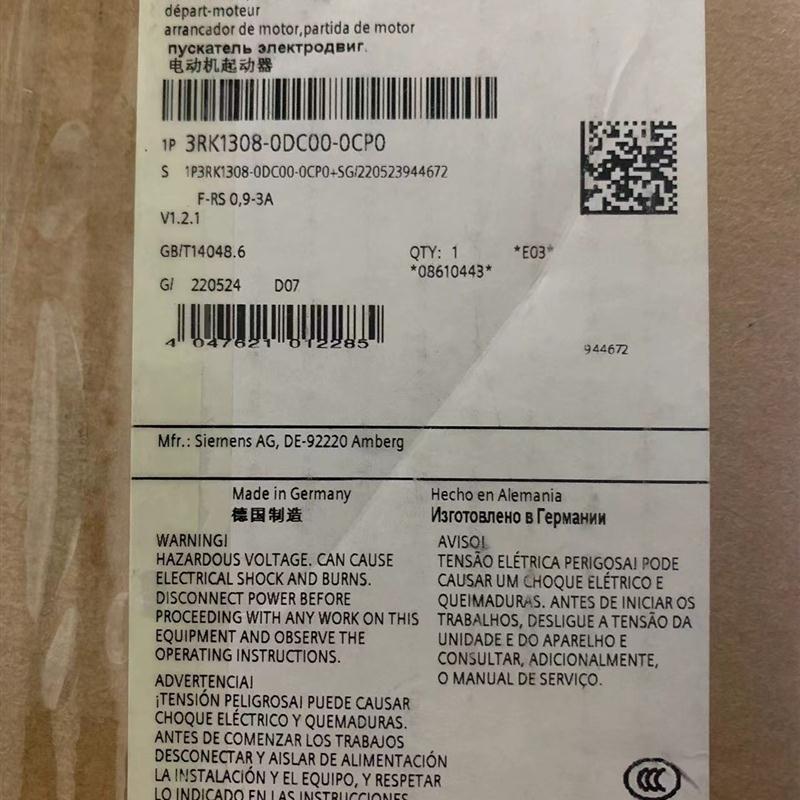 départ-moteur
arrancador de motor,partida de motor
пускатель электродвиг.
电动机起动器
1P 3RK1308-0DC00-0CP0
S 1P3RK1308-0DC00-0CP0+SG/220523944672
F-RS 0,9-3A
V1.2.1
GB/T14048.6
QTY: 1 *E03*
*08610443*
G/ 220524 D07
4 047621 012285
944672
Mfr.: Siemens AG, DE-92220 Amberg
Made in Germany
德国制造
Hecho en Alemania
Изготовлено в Германии
WARNING!
HAZARDOUS VOLTAGE. CAN CAUSE
ELECTRICAL SHOCK AND BURNS.
DISCONNECT POWER BEFORE
PROCEEDING WITH ANY WORK ON THIS
EQUIPMENT AND OBSERVE THE
OPERATING INSTRUCTIONS.
ADVERTENCIA!
¡TENSIÓN PELIGROSA! PUEDE CAUSAR
CHOQUE ELÉCTRICO Y QUEMADURAS.
ANTES DE COMENZAR LOS TRABAJOS
DESCONECTAR Y AISLAR DE ALIMENTACIÓN
LA INSTALACIÓN Y EL EQUIPO, Y RESPETAR
LO INDICADO EN LAS INSTRUCCIONES
AVISO!
TENSÃO ELÉTRICA PERIGOSA! PODE
CAUSAR UM CHOQUE ELÉTRICO E
QUEIMADURAS. ANTES DE INICIAR OS
TRABALHOS, DESLIGUE A TENSÃO DA
UNIDADE E DO APARELHO E
CONSULTAR, ADICIONALMENTE,
O MANUAL DE SERVIÇO.
CCC